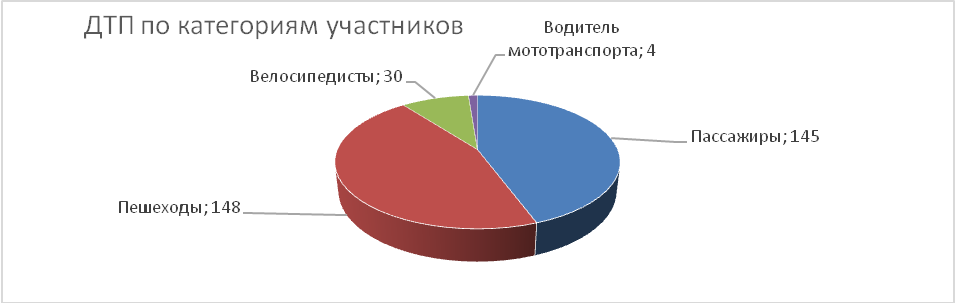 ДТП по категориям участников
Водитель
мототранспорта; 4
Велосипедисты; 30
Пассажиры; 145
Пешеходы; 148